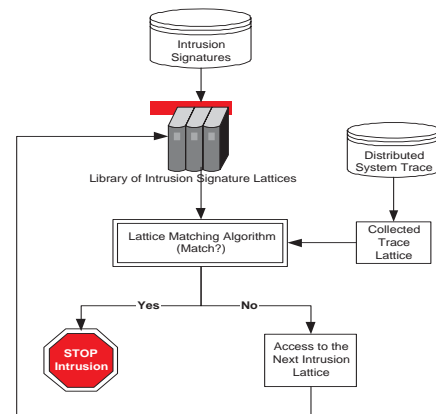 Intrusion
Signatures
Library of Intrusion Signature Lattices
Distributed
System Trace
Lattice Matching Algorithm
(Match?)
Collected
Trace
Lattice
Yes
No
STOP
Intrusion
Access to the
Next Intrusion
Lattice